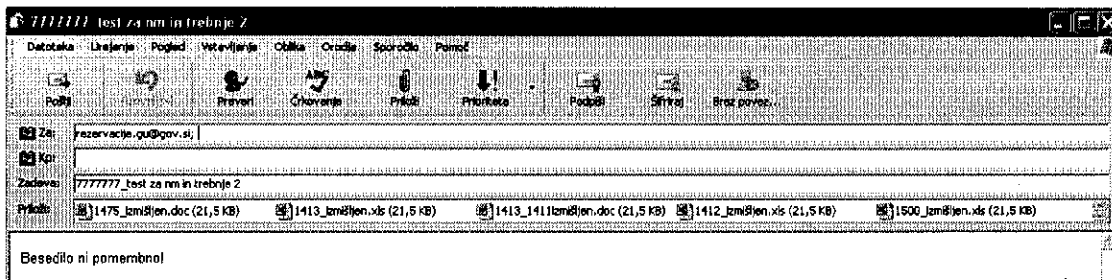 7777777_test za nm in trebnje 2
Datoteka Urejanje Pogled Vstavljanje Oblika Orodja Sporočilo Pomoč
Pošlji Preveri Črkovanje Priloži Prioriteta Podpiši Šifriraj Brez povez...
Za: rezervacije.gu@gov.si;
Kp:
Zadeva: 7777777_test za nm in trebnje 2
Priloži: 1475_Izmišljen.doc (21,5 KB) 1413_Izmišljen.xls (21,5 KB) 1413_1411Izmišljen.doc (21,5 KB) 1412_Izmišljen.xls (21,5 KB) 1500_Izmišljen.xls (21,5 KB)
Besedilo ni pomembno!